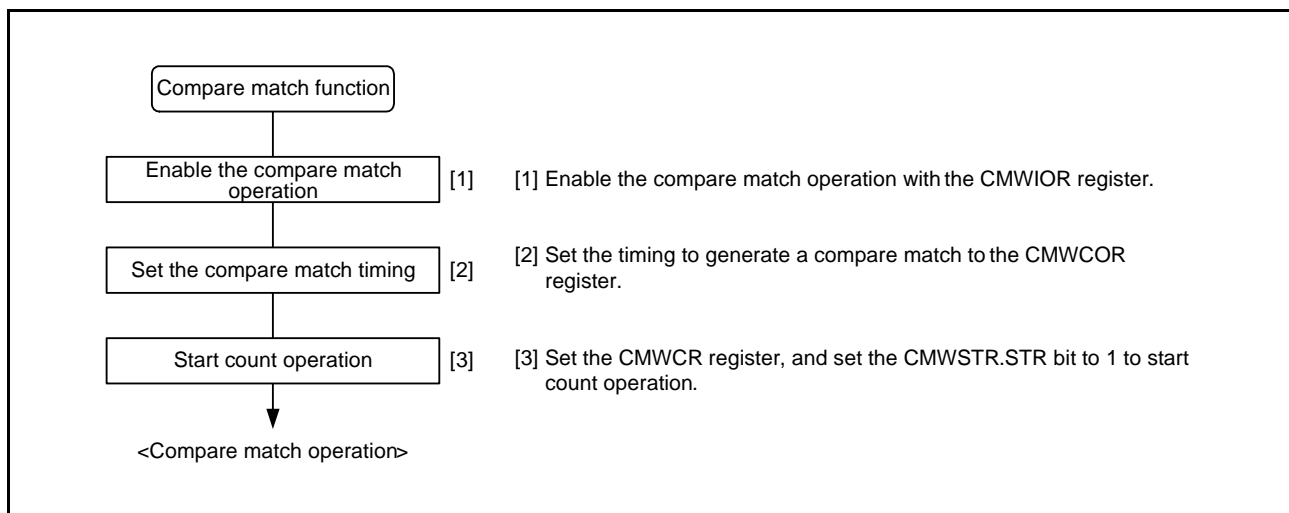 Compare match function
Enable the compare match
operation
[1]
[1] Enable the compare match operation with the CMWIOR register.
Set the compare match timing
[2]
[2] Set the timing to generate a compare match to the CMWCOR
register.
Start count operation
[3]
[3] Set the CMWCR register, and set the CMWSTR.STR bit to 1 to start
count operation.
<Compare match operation>